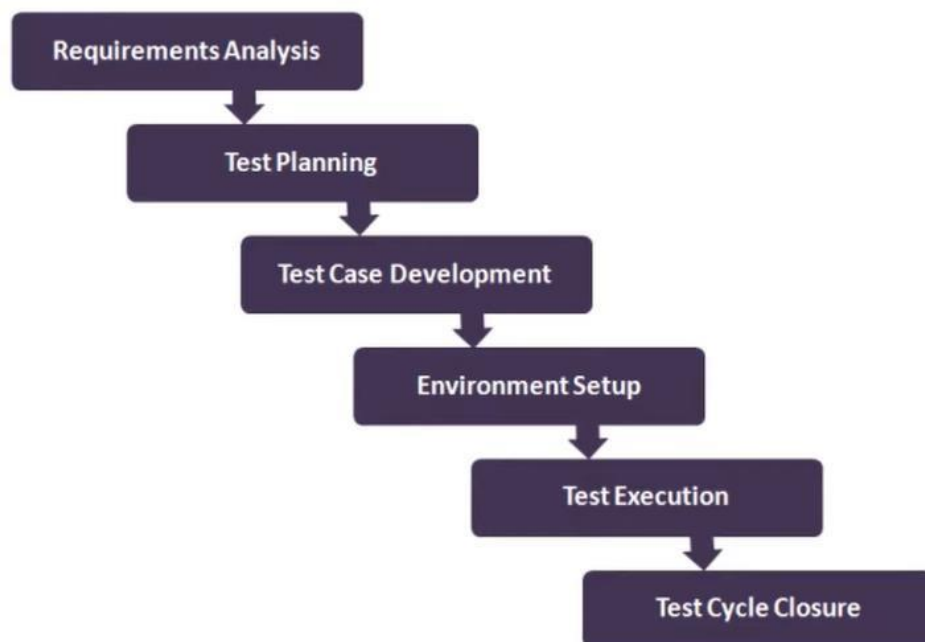 Requirements Analysis
Test Planning
Test Case Development
Environment Setup
Test Execution
Test Cycle Closure